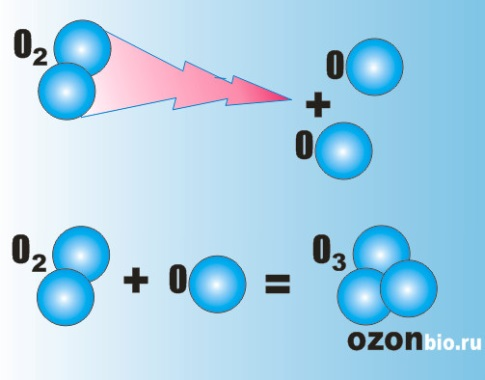 O₂
O
+
O
O₂ + O = O₃
ozonbio.ru